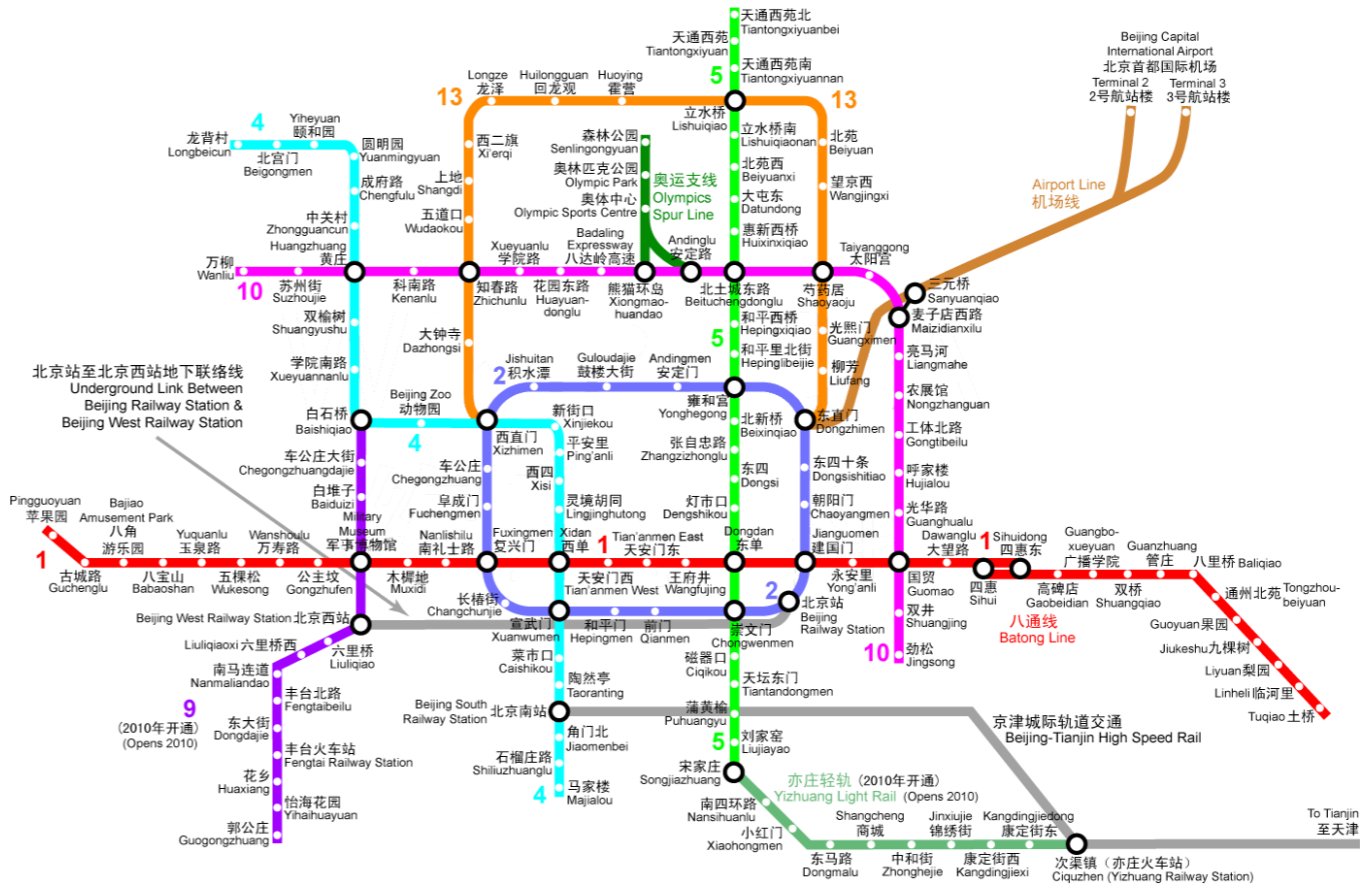 天通西苑北
Tiantongxiyuanbei
天通西苑
Tiantongxiyuan
5
天通西苑南
Tiantongxiyuannan
Beijing Capital
International Airport
北京首都国际机场
Terminal 2
2号航站楼
Terminal 3
3号航站楼
13
Longze
龙泽
Huilongguan
回龙观
Huoying
霍营
立水桥
Lishuiqiao
13
4
Yiheyuan
颐和园
龙背村
Longbeicun
北宫门
Beigongmen
圆明园
Yuanmingyuan
西二旗
Xi'erqi
森林公园
Senlingongyuan
立水桥南
Lishuiqiaonan
北苑
Beiyuan
成府路
Chengfulu
上地
Shangdi
奥林匹克公园
Olympic Park
奥运支线
Olympics
Spur Line
北苑西
Beiyuanxi
望京西
Wangjingxi
Airport Line
机场线
中关村
Zhongguancun
五道口
Wudaokou
奥体中心
Olympic Sports Centre
大屯东
Datundong
惠新西桥
Huixinxiqiao
Huangzhuang
黄庄
Xueyuanlu
学院路
Badaling
Expressway
八达岭高速
Andinglu
安定路
Taiyanggong
太阳宫
万柳
Wanliu
10
苏州街
Suzhoujie
科南路
Kenanlu
知春路
Zhichunlu
花园东路
Huayuan-
donglu
熊猫环岛
Xiongmao-
huandao
北土城东路
Beituchengdonglu
芍药居
Shaoyaoju
三元桥
Sanyuanqiao
麦子店西路
Maizidianxilu
双榆树
Shuangyushu
大钟寺
Dazhongsi
5
和平西桥
Hepingxiqiao
光熙门
Guangximen
学院南路
Xueyuannanlu
和平里北街
Hepinglibeijie
柳芳
Liufang
亮马河
Liangmahe
北京站至北京西站地下联络线
Underground Link Between
Beijing Railway Station &
Beijing West Railway Station
2
Jishuitan
积水潭
Guloudajie
鼓楼大街
Andingmen
安定门
雍和宫
Yonghegong
农展馆
Nongzhanguan
白石桥
Baishiqiao
Beijing Zoo
动物园
4
西直门
Xizhimen
新街口
Xinjiekou
北新桥
Beixinqiao
东直门
Dongzhimen
工体北路
Gongtibeilu
车公庄大街
Chegongzhuangdajie
车公庄
Chegongzhuang
平安里
Ping'anli
张自忠路
Zhangzizhonglu
东四十条
Dongsishitiao
呼家楼
Hujialou
白堆子
Baiduizi
阜成门
Fuchengmen
西四
Xisi
灵境胡同
Lingjinghutong
东四
Dongsi
灯市口
Dengshikou
朝阳门
Chaoyangmen
光华路
Guanghualu
Pingguoyuan
苹果园
1
古城路
Guchenglu
Bajiao
Amusement Park
八角
游乐园
八宝山
Babaoshan
Yuquanlu
玉泉路
五棵松
Wukesong
Wanshoulu
万寿路
公主坟
Gongzhufen
Military
Museum
军事博物馆
木樨地
Muxidi
Nanlishilu
南礼士路
Fuxingmen
复兴门
Xidan
西单
1
天安门西
Tian'anmen West
Tian'anmen East
天安门东
王府井
Wangfujing
Dongdan
东单
Jianguomen
建国门
永安里
Yong'anli
国贸
Guomao
Dawanglu
大望路
1
四惠
Sihui
Sihuidong
四惠东
高碑店
Gaobeidian
Guangbo-
xueyuan
广播学院
双桥
Shuangqiao
Guanzhuang
管庄
八里桥 Baliqiao
通州北苑
Tongzhou-
beiyuan
Guoyuan 果园
Jiukeshu 九棵树
Liyuan 梨园
Linheli 临河里
Tuqiao 土桥
八通线
Batong Line
长椿街
Changchunjie
2
北京站
Beijing
Railway Station
双井
Shuangjing
10
劲松
Jingsong
Beijing West Railway Station 北京西站
宣武门
Xuanwumen
和平门
Hepingmen
前门
Qianmen
崇文门
Chongwenmen
Liuliqiaoxi 六里桥西
六里桥
Liuliqiao
菜市口
Caishikou
磁器口
Ciqikou
南马连道
Nanmaliandao
陶然亭
Taoranting
天坛东门
Tiantandongmen
9
(2010年开通)
(Opens 2010)
丰台北路
Fengtaibeilu
东大街
Dongdajie
Beijing South
Railway Station
北京南站
蒲黄榆
Puhuangyu
京津城际轨道交通
Beijing-Tianjin High Speed Rail
丰台火车站
Fengtai Railway Station
角门北
Jiaomenbei
5
刘家窑
Liujiayao
花乡
Huaxiang
石榴庄路
Shiliuzhuanglu
宋家庄
Songjiazhuang
亦庄轻轨 (2010年开通)
Yizhuang Light Rail (Opens 2010)
怡海花园
Yihaihuayuan
4
马家楼
Majialou
南四环路
Nansihuanlu
郭公庄
Guogongzhuang
小红门
Xiaohongmen
Shangcheng
商城
Jinxiujie
锦绣街
Kangdingjiedong
康定街东
To Tianjin
至天津
东马路
Dongmalu
中和街
Zhonghejie
康定街西
Kangdingjiexi
次渠镇（亦庄火车站）
Ciquzhen (Yizhuang Railway Station)